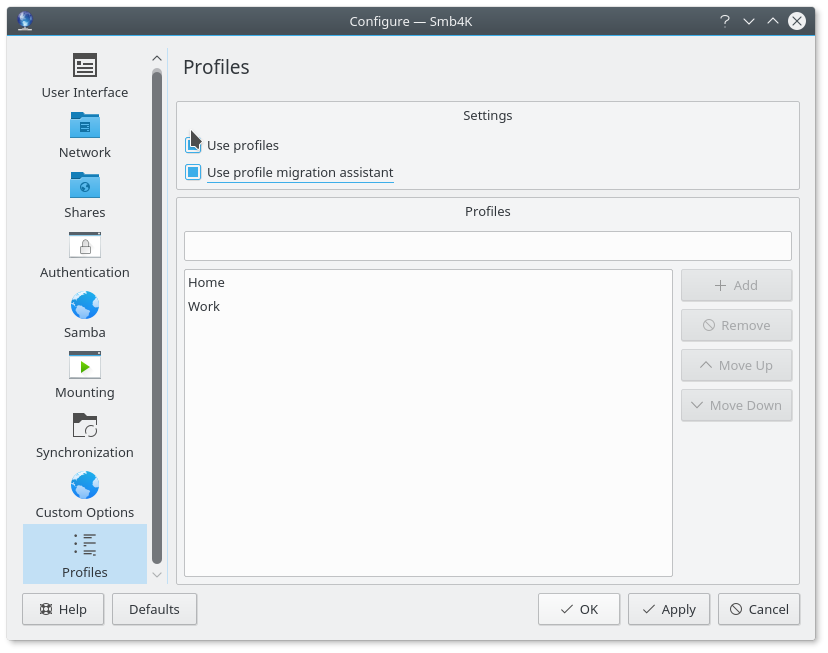 Configure — Smb4K
User Interface
Network
Shares
Authentication
Samba
Mounting
Synchronization
Custom Options
Profiles
Profiles
Settings
Use profiles
Use profile migration assistant
Profiles
Home
Work
Add
Remove
Move Up
Move Down
Help
Defaults
OK
Apply
Cancel